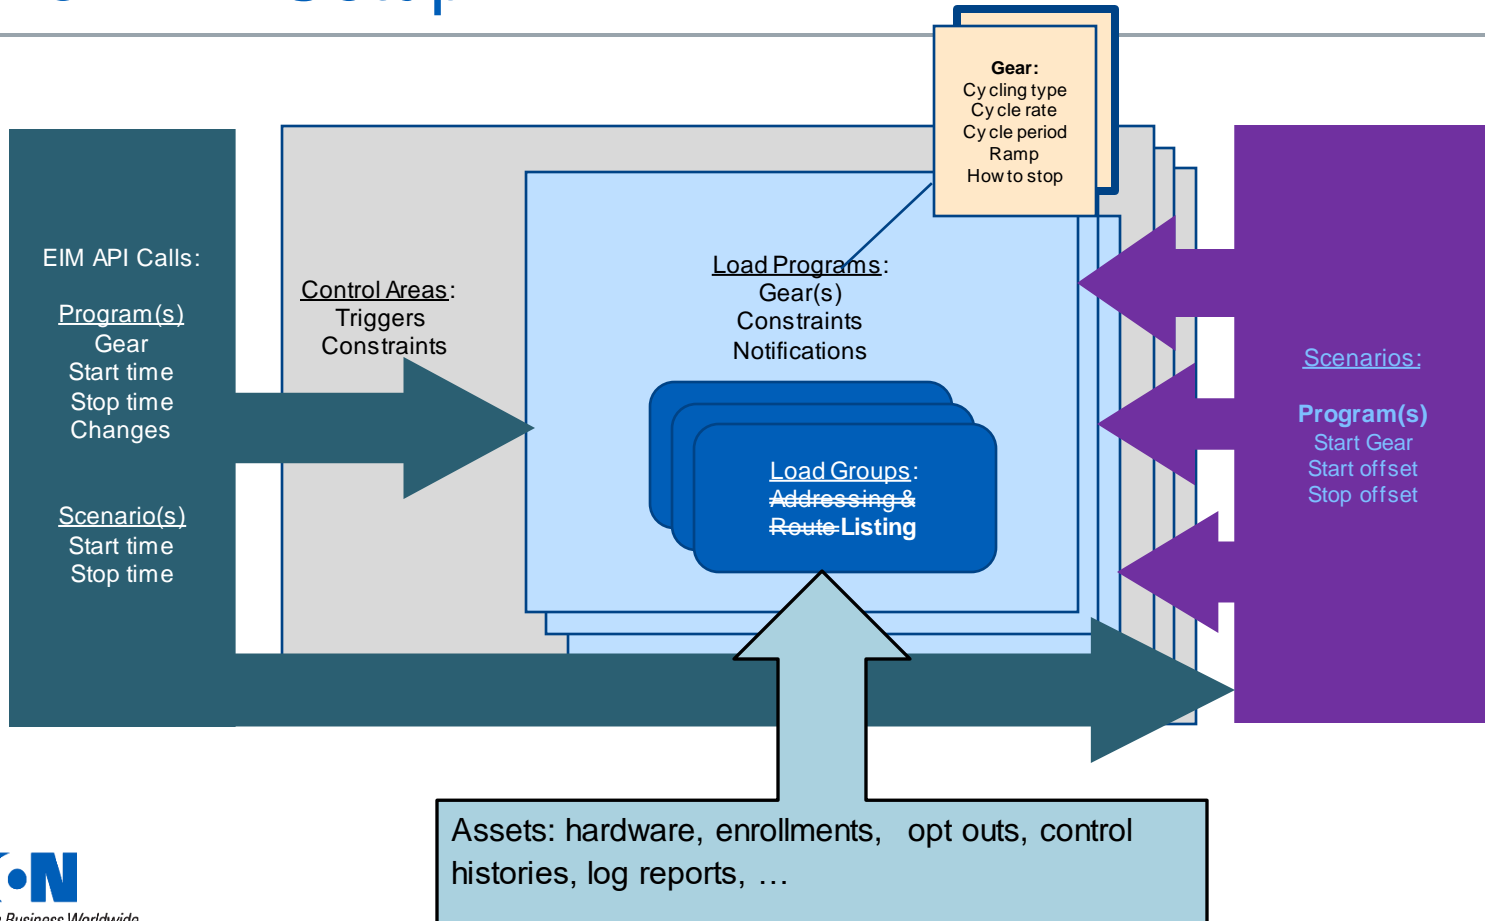 Setup
Gear:
Cycling type
Cycle rate
Cycle period
Ramp
How to stop
EIM API Calls:
Program(s)
Gear
Start time
Stop time
Changes
Scenario(s)
Start time
Stop time
Control Areas:
Triggers
Constraints
Load Programs:
Gear(s)
Constraints
Notifications
Load Groups:
Addressing &
Route Listing
Scenarios:
Program(s)
Start Gear
Start offset
Stop offset
Assets: hardware, enrollments, opt outs, control
histories, log reports, …
Business Worldwide